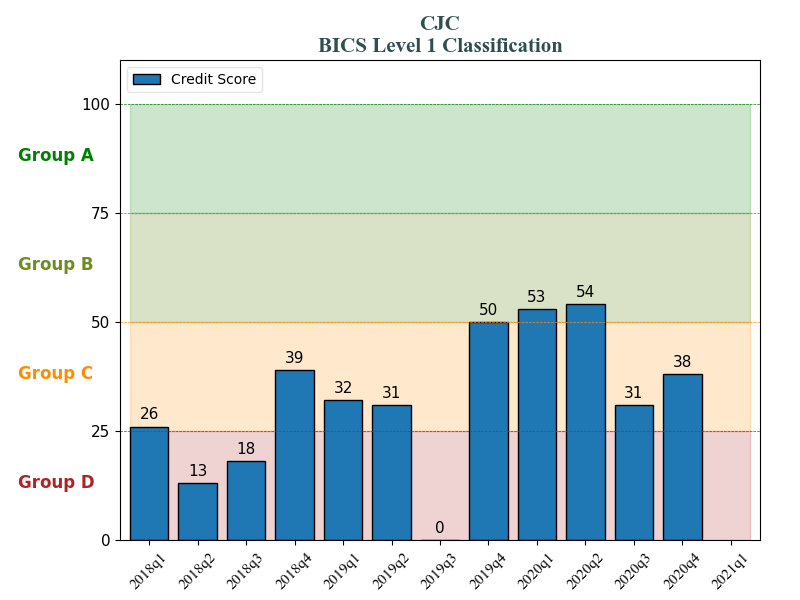 CJC
BICS Level 1 Classification
Credit Score
100
Group A
75
Group B
54
53
50
50
39
38
Group C
32
31
31
26
25
18
13
Group D
0
0
2018q1
2018q2
2018q3
2018q4
2019q1
2019q2
2019q3
2019q4
2020q1
2020q2
2020q3
2020q4
2021q1